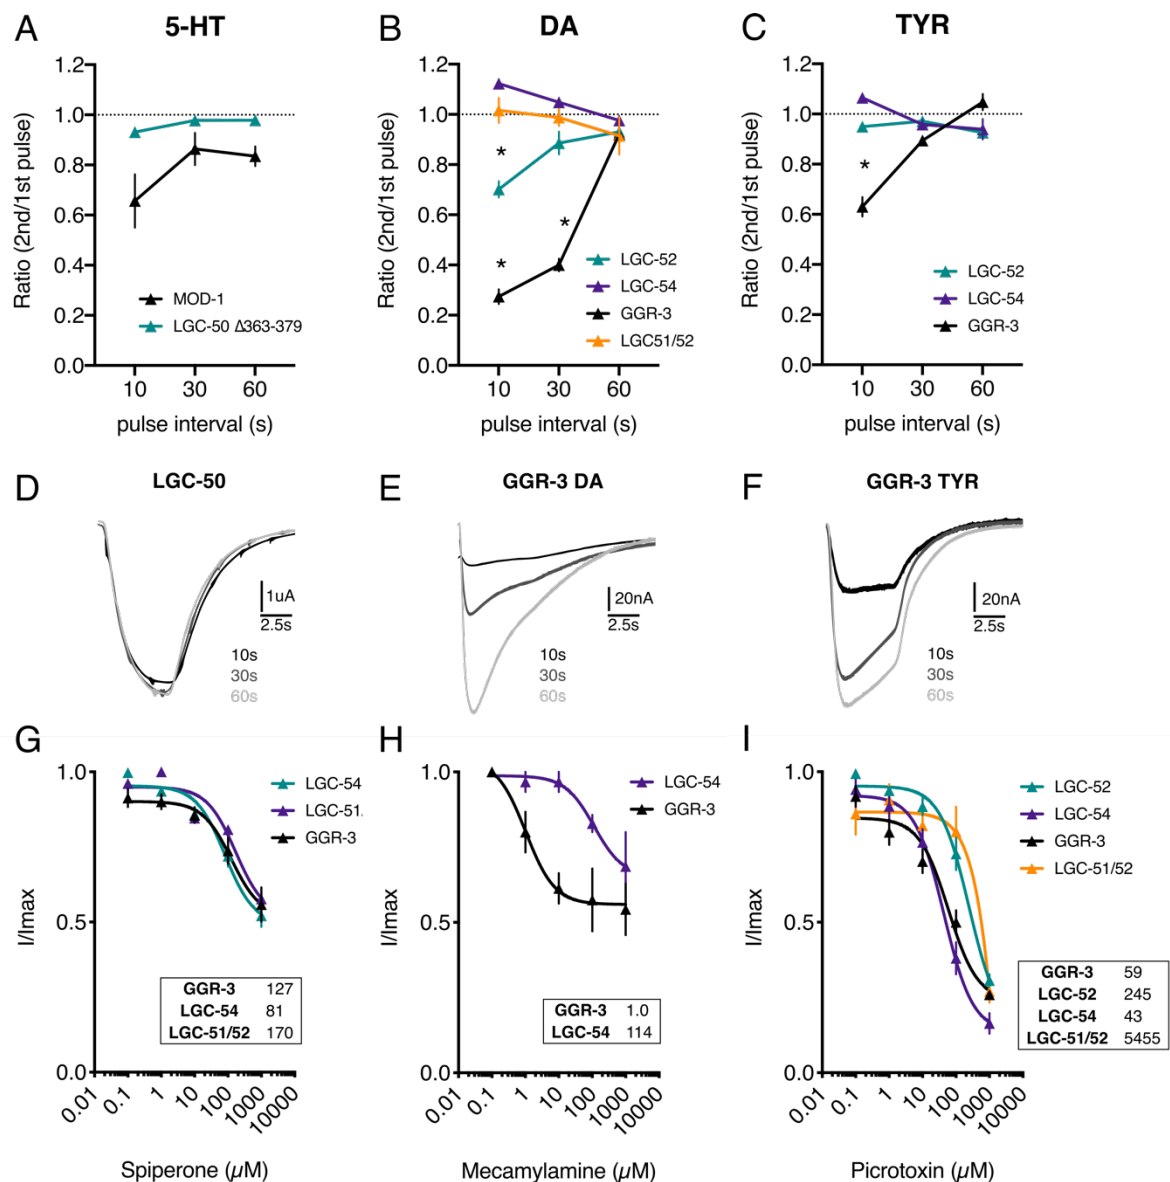 A
5-HT
B
DA
C
TYR
Ratio (2nd/1st pulse)
1.2
1.0
0.8
0.6
0.4
0.2
0.0
MOD-1
LGC-50 Δ363-379
10 30 60
pulse interval (s)
Ratio (2nd/1st pulse)
1.2
1.0
0.8
0.6
0.4
0.2
0.0
*
*
*
LGC-52
LGC-54
GGR-3
LGC51/52
10 30 60
pulse interval (s)
Ratio (2nd/1st pulse)
1.2
1.0
0.8
0.6
0.4
0.2
0.0
*
LGC-52
LGC-54
GGR-3
10 30 60
pulse interval (s)
D
LGC-50
1uA
2.5s
10s
30s
60s
E
GGR-3 DA
20nA
2.5s
10s
30s
60s
F
GGR-3 TYR
20nA
2.5s
10s
30s
60s
G
I/Imax
1.0
0.5
0.0
LGC-54
LGC-51.
GGR-3
GGR-3 127
LGC-54 81
LGC-51/52 170
0.01 0.1 1 10 100 1000 10000
Spiperone (µM)
H
I/Imax
1.0
0.5
0.0
LGC-54
GGR-3
GGR-3 1.0
LGC-54 114
0.01 0.1 1 10 100 1000 10000
Mecamylamine (µM)
I
I/Imax
1.0
0.5
0.0
LGC-52
LGC-54
GGR-3
LGC-51/52
GGR-3 59
LGC-52 245
LGC-54 43
LGC-51/52 5455
0.01 0.1 1 10 100 1000 10000
Picrotoxin (µM)